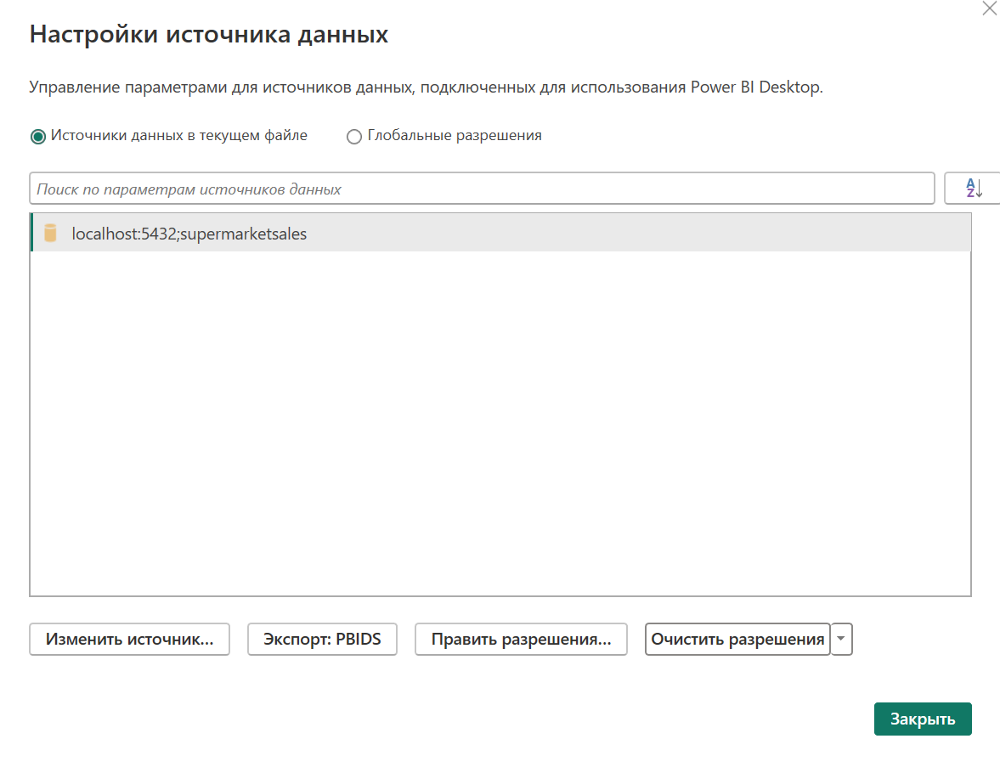 Настройки источника данных
Управление параметрами для источников данных, подключенных для использования Power BI Desktop.
Источники данных в текущем файле
Глобальные разрешения
Поиск по параметрам источников данных
AZ
localhost:5432;supermarketsales
Изменить источник...
Экспорт: PBIDS
Править разрешения...
Очистить разрешения
Закрыть